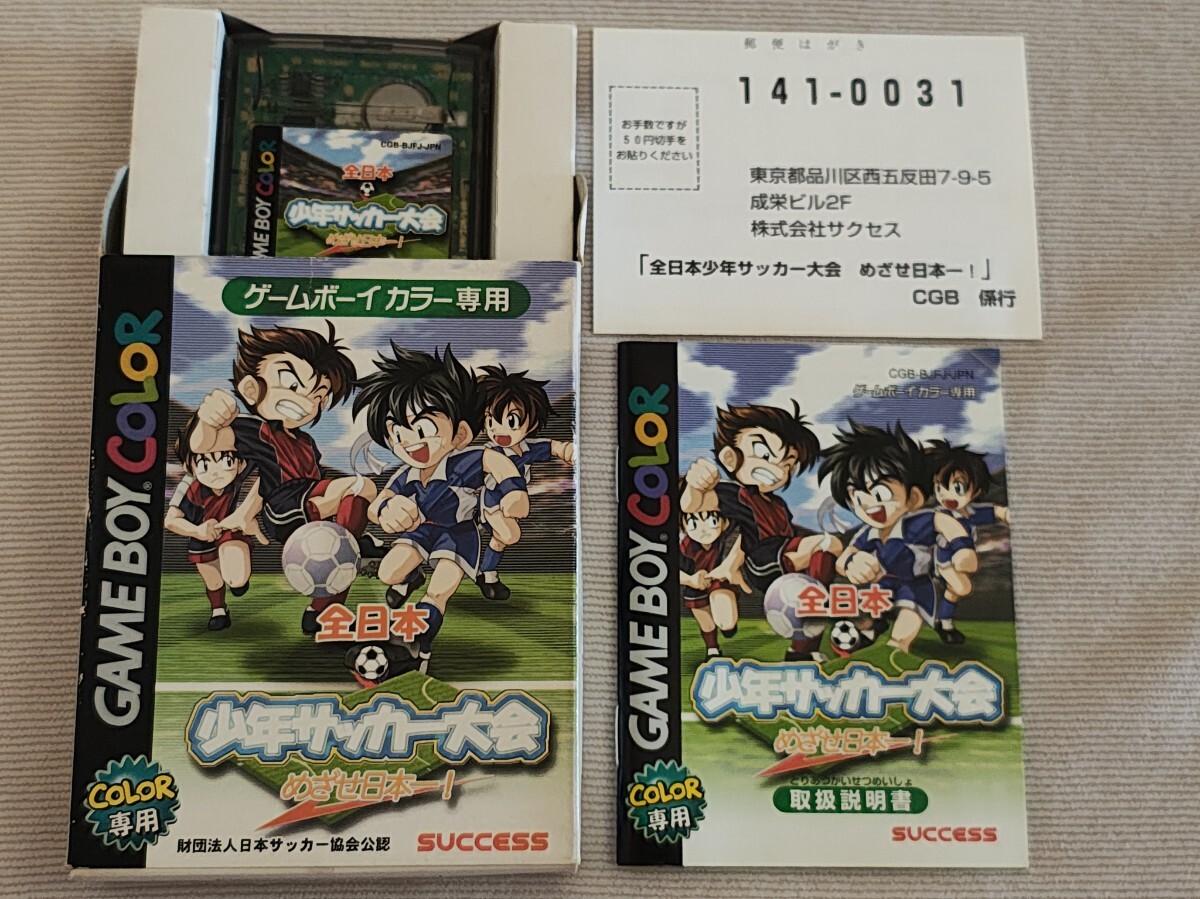 CGB-BJFJ-JPN
GAME BOY COLOR
全日本
少年サッカー大会
めざせ日本一!
郵便はがき
141-0031
お手数ですが
50円切手を
お貼りください
東京都品川区西五反田7-9-5
成栄ビル2F
株式会社サクセス
「全日本少年サッカー大会 めざせ日本一!」
CGB 係行
ゲームボーイカラー専用
GAME BOY COLOR
全日本
少年サッカー大会
めざせ日本一!
COLOR
専用
財団法人日本サッカー協会公認
SUCCESS
CGB-BJFJ-JPN
ゲームボーイカラー専用
GAME BOY COLOR
全日本
少年サッカー大会
めざせ日本一!
とりあつかいせつめいしょ
取扱説明書
COLOR
専用
SUCCESS